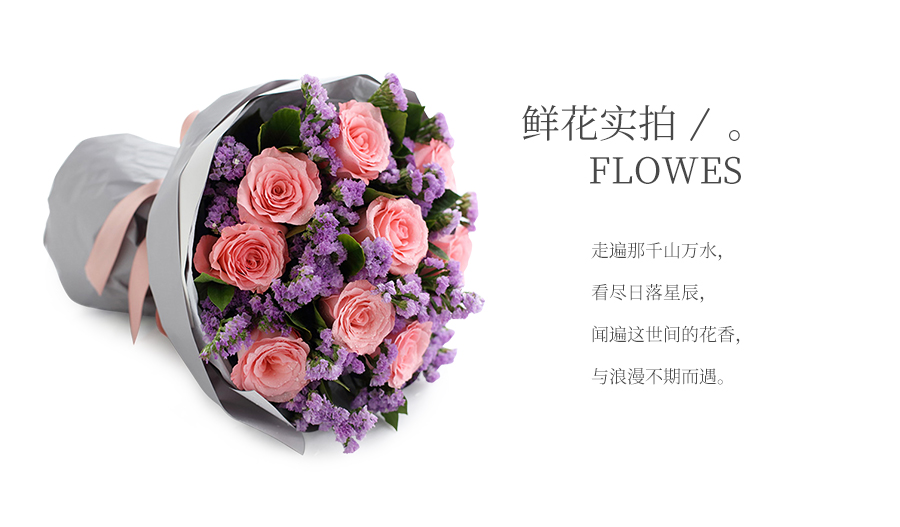 鲜花实拍 / 。
FLOWES
走遍那千山万水，
看尽日落星辰，
闻遍这世间的花香，
与浪漫不期而遇。